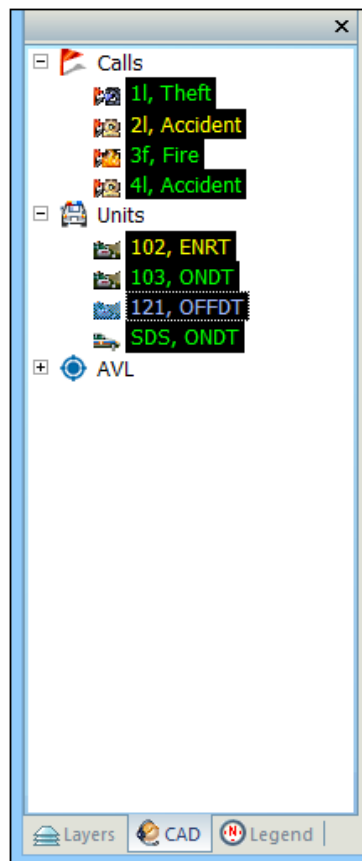 Calls
1l, Theft
2l, Accident
3f, Fire
4l, Accident
Units
102, ENRT
103, ONDT
121, OFFDT
SDS, ONDT
AVL
Layers CAD N Legend